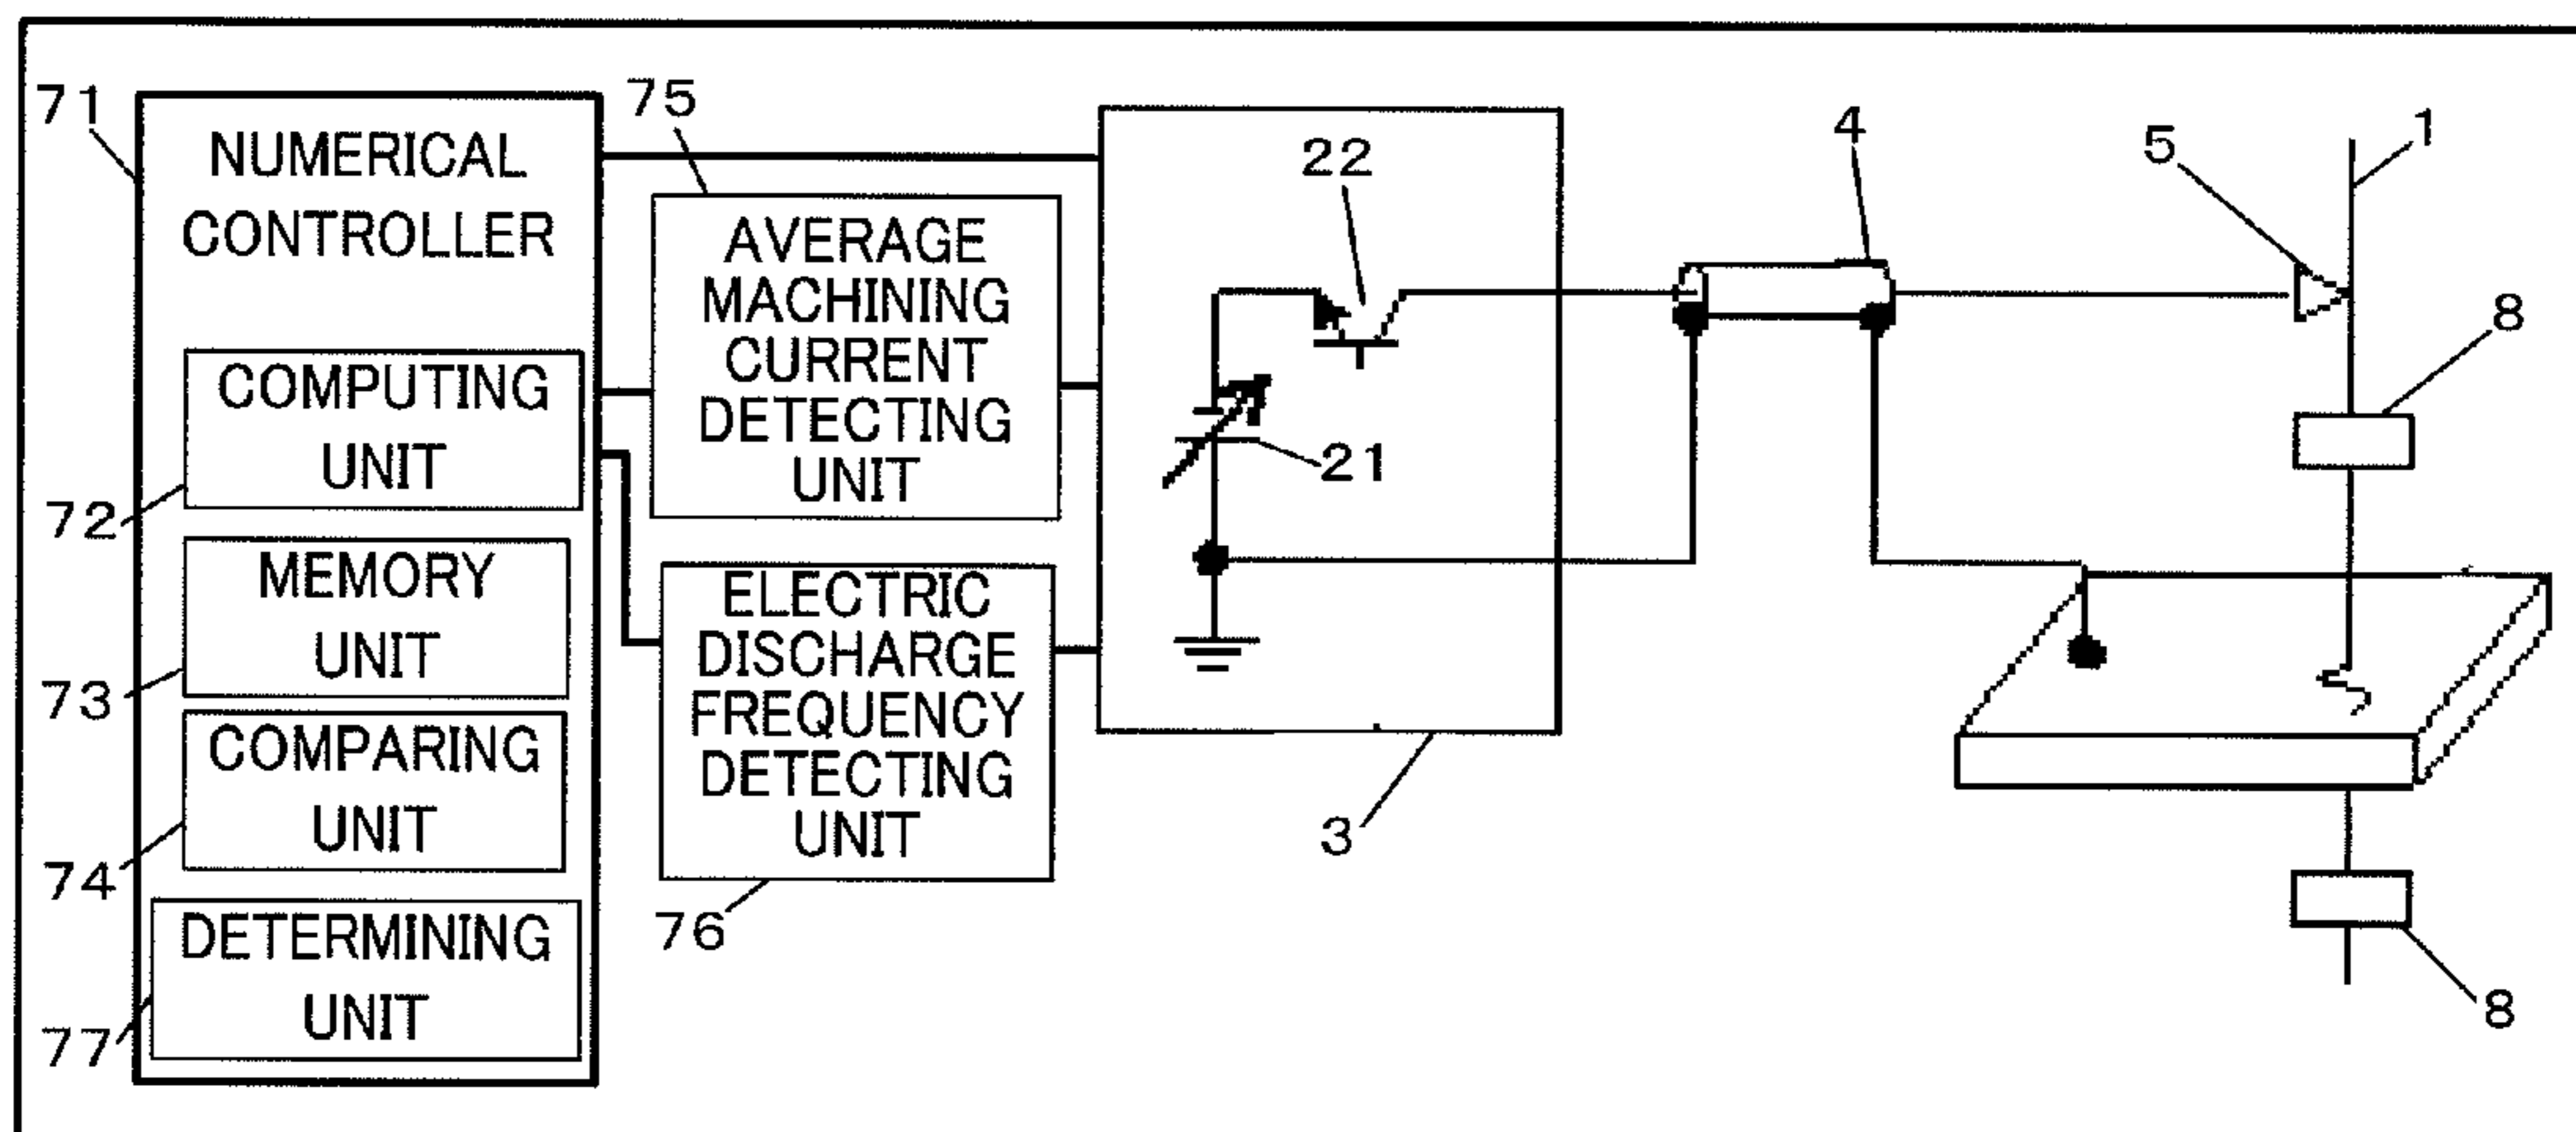 71
NUMERICAL
CONTROLLER
COMPUTING
UNIT
72
MEMORY
UNIT
73
COMPARING
UNIT
74
DETERMINING
UNIT
77
75
AVERAGE
MACHINING
CURRENT
DETECTING
UNIT
ELECTRIC
DISCHARGE
FREQUENCY
DETECTING
UNIT
76
22
21
3
4
5
1
8
8